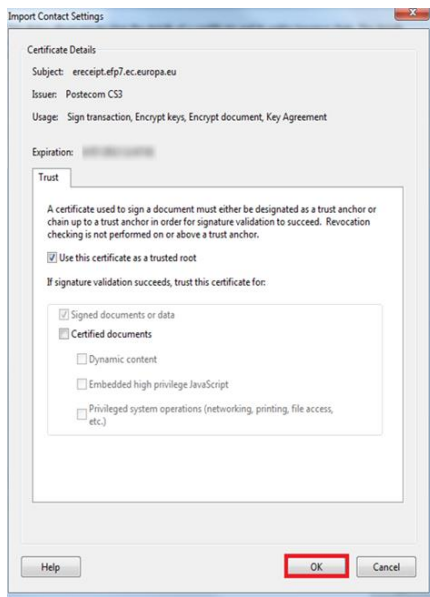 Import Contact Settings
Certificate Details
Subject: ereceipt.efp7.ec.europa.eu
Issuer: Postecom CS3
Usage: Sign transaction, Encrypt keys, Encrypt document, Key Agreement
Expiration:
Trust
A certificate used to sign a document must either be designated as a trust anchor or
chain up to a trust anchor in order for signature validation to succeed. Revocation
checking is not performed on or above a trust anchor.
Use this certificate as a trusted root
If signature validation succeeds, trust this certificate for:
Signed documents or data
Certified documents
Dynamic content
Embedded high privilege JavaScript
Privileged system operations (networking, printing, file access,
etc.)
Help OK Cancel